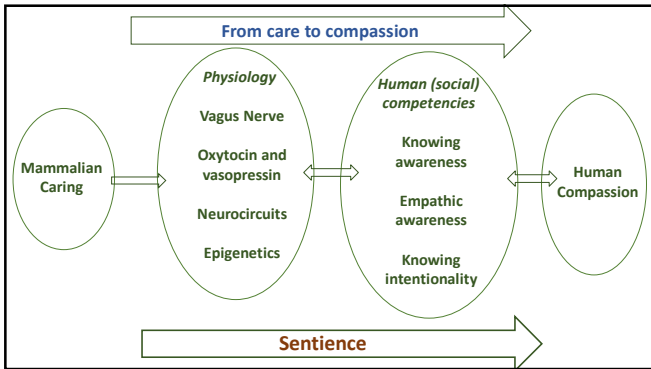 From care to compassion
Mammalian
Caring
Physiology
Vagus Nerve
Oxytocin and
vasopressin
Neurocircuits
Epigenetics
Human (social)
competencies
Knowing
awareness
Empathic
awareness
Knowing
intentionality
Human
Compassion
Sentience